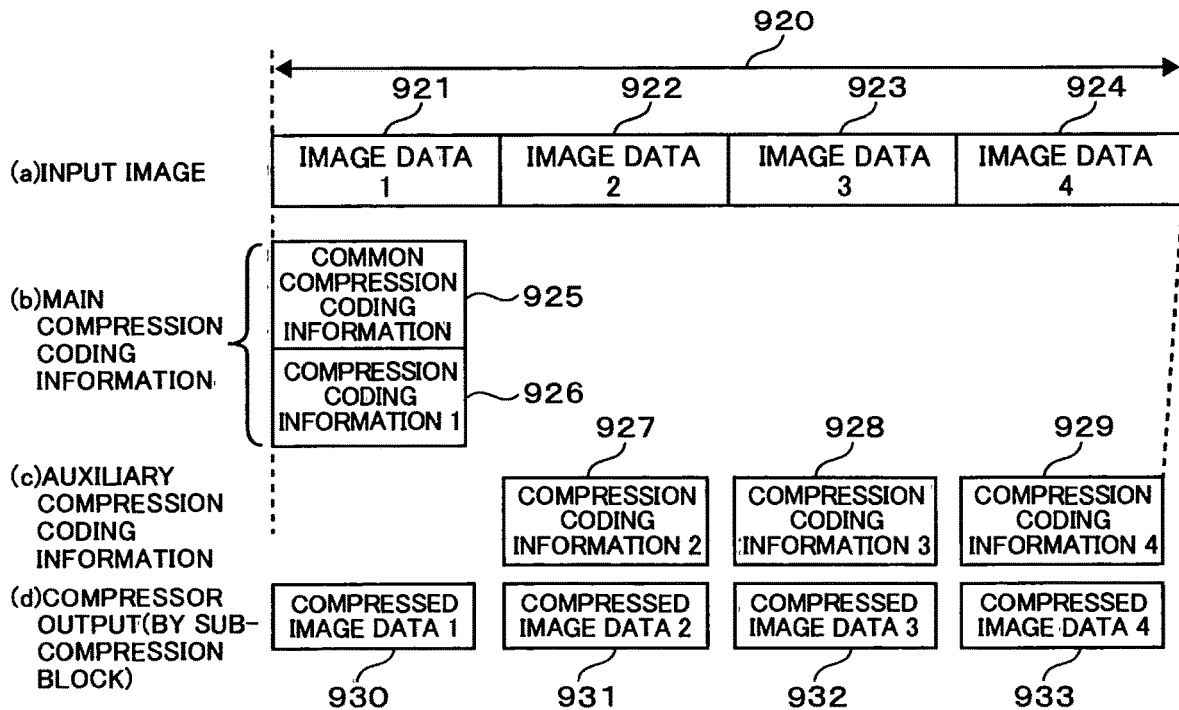 920
921 922 923 924
(a)INPUT IMAGE
IMAGE DATA
1
IMAGE DATA
2
IMAGE DATA
3
IMAGE DATA
4
(b)MAIN
COMPRESSION
CODING
INFORMATION
COMMON
COMPRESSION
CODING
INFORMATION
925
COMPRESSION
CODING
INFORMATION 1
926
927 928 929
(c)AUXILIARY
COMPRESSION
CODING
INFORMATION
COMPRESSION
CODING
INFORMATION 2
COMPRESSION
CODING
INFORMATION 3
COMPRESSION
CODING
INFORMATION 4
(d)COMPRESSOR
OUTPUT(BY SUB-
COMPRESSION
BLOCK)
COMPRESSED
IMAGE DATA 1
COMPRESSED
IMAGE DATA 2
COMPRESSED
IMAGE DATA 3
COMPRESSED
IMAGE DATA 4
930 931 932 933